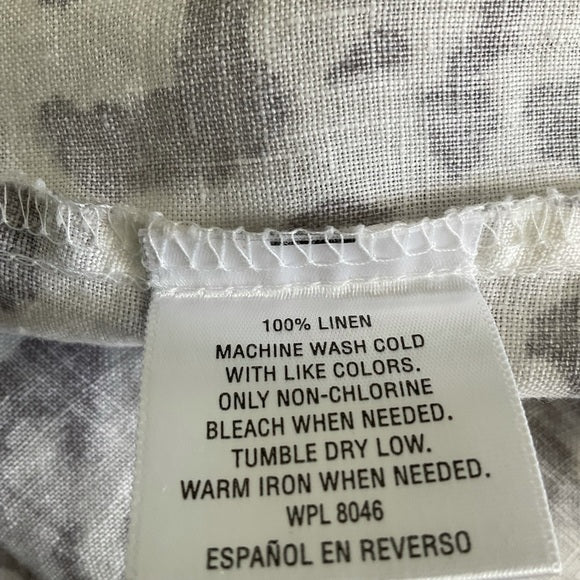 100% LINEN
MACHINE WASH COLD
WITH LIKE COLORS.
ONLY NON-CHLORINE
BLEACH WHEN NEEDED.
TUMBLE DRY LOW.
WARM IRON WHEN NEEDED.
WPL 8046
ESPAÑOL EN REVERSO